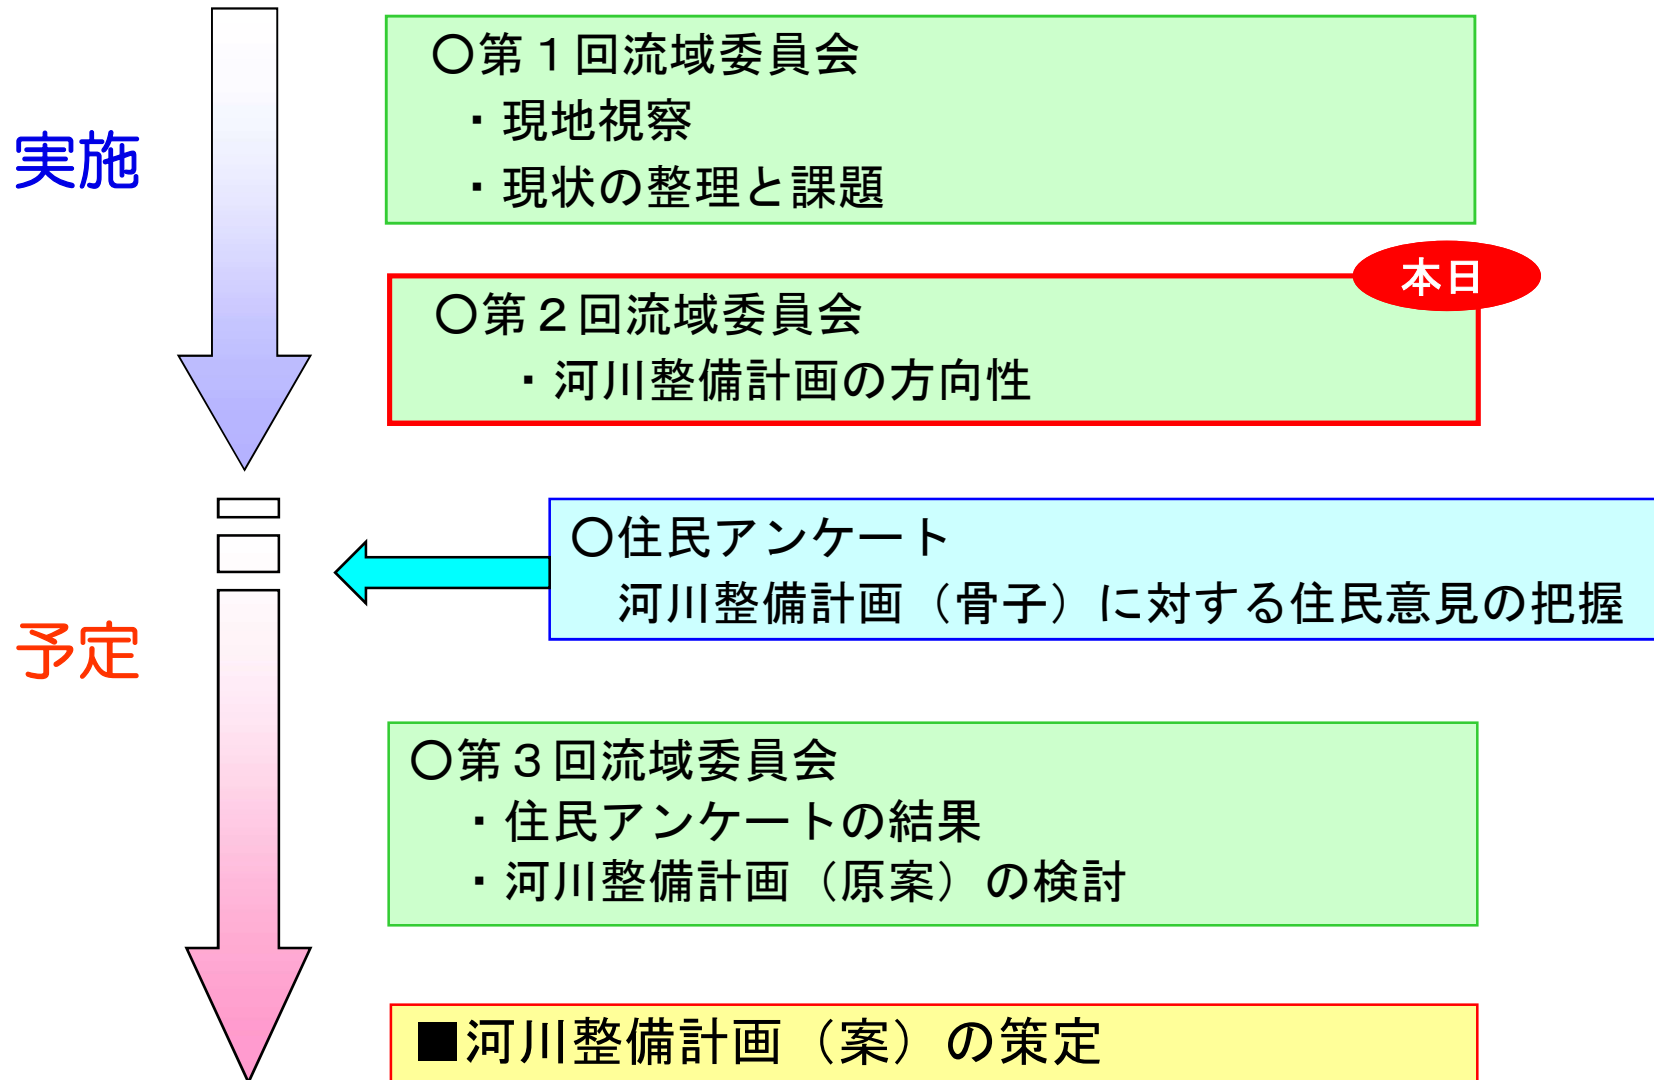 実施
○第１回流域委員会
・現地視察
・現状の整理と課題
本日
○第２回流域委員会
・河川整備計画の方向性
○住民アンケート
河川整備計画（骨子）に対する住民意見の把握
予定
○第３回流域委員会
・住民アンケートの結果
・河川整備計画（原案）の検討
■河川整備計画（案）の策定